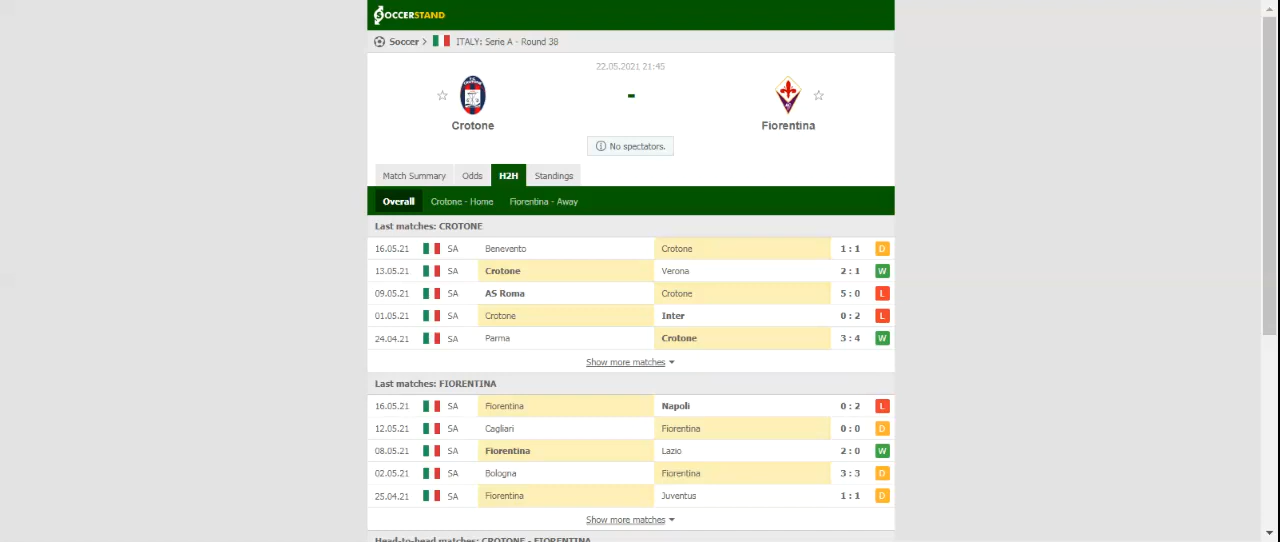 SOCCERSTAND
Soccer > ITALY: Serie A - Round 38
22.05.2021 21:45
-
Crotone Fiorentina
No spectators.
Match Summary Odds H2H Standings
Overall Crotone - Home Fiorentina - Away
Last matches: CROTONE
16.05.21 SA Benevento Crotone 1 : 1 D
13.05.21 SA Crotone Verona 2 : 1 W
09.05.21 SA AS Roma Crotone 5 : 0 L
01.05.21 SA Crotone Inter 0 : 2 L
24.04.21 SA Parma Crotone 3 : 4 W
Show more matches
Last matches: FIORENTINA
16.05.21 SA Fiorentina Napoli 0 : 2 L
12.05.21 SA Cagliari Fiorentina 0 : 0 D
08.05.21 SA Fiorentina Lazio 2 : 0 W
02.05.21 SA Bologna Fiorentina 3 : 3 D
25.04.21 SA Fiorentina Juventus 1 : 1 D
Show more matches
Head-to-head matches: CROTONE - FIORENTINA